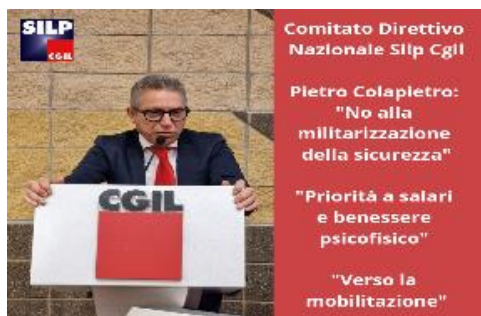 SILP
CGIL
CGIL
Comitato Direttivo
Nazionale Silp Cgil
Pietro Colapietro:
"No alla
militarizzazione
della sicurezza"
"Priorità a salari
e benessere
psicofisico"
"Verso la
mobilitazione"